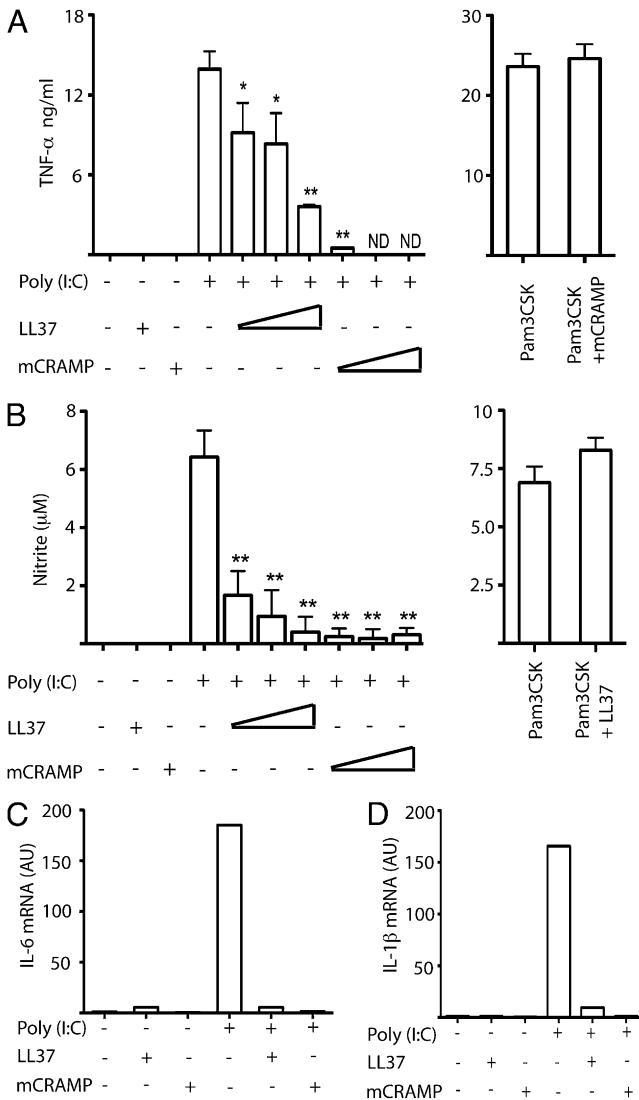 A
TNF-α ng/ml
18
12
6
* * ** ** ND ND
Poly (I:C) - - - + + + + + + +
LL37 - + - - - - -
mCRAMP - - + - - - -
30
20
10
Pam3CSK
Pam3CSK
+mCRAMP
B
Nitrite (μM)
8
6
4
2
** ** ** ** ** **
Poly (I:C) - - - + + + + + + +
LL37 - + - - - - -
mCRAMP - - + - - - -
10
7.5
5.0
2.5
Pam3CSK
Pam3CSK
+ LL37
C
IL-6 mRNA (AU)
200
150
100
50
Poly (I:C) - - - + + +
LL37 - + - - + -
mCRAMP - - + - - +
D
IL-1β mRNA (AU)
200
150
100
50
Poly (I:C) - - - + + +
LL37 - + - - + -
mCRAMP - - + - - +